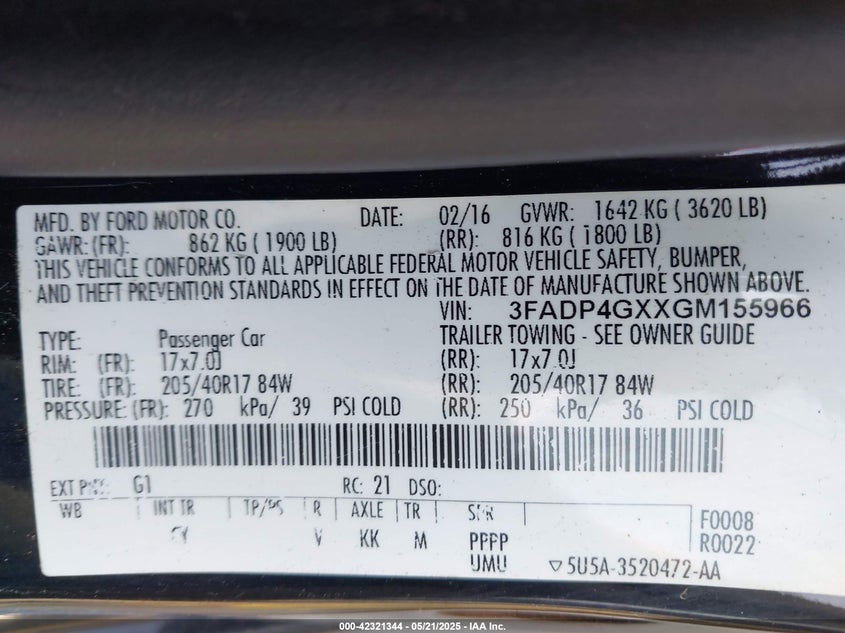 MFD. BY FORD MOTOR CO. DATE: 02/16 GVWR: 1642 KG ( 3620 LB)
GAWR: (FR): 862 KG ( 1900 LB) (RR): 816 KG ( 1800 LB)
THIS VEHICLE CONFORMS TO ALL APPLICABLE FEDERAL MOTOR VEHICLE SAFETY, BUMPER,
AND THEFT PREVENTION STANDARDS IN EFFECT ON THE DATE OF MANUFACTURE SHOWN ABOVE.
VIN: 3FADP4GXXGM155966
TYPE: Passenger Car TRAILER TOWING - SEE OWNER GUIDE
RIM: (FR): 17x7.0J (RR): 17x7.0J
TIRE: (FR): 205/40R17 84W (RR): 205/40R17 84W
PRESSURE: (FR): 270 kPa/ 39 PSI COLD (RR): 250 kPa/ 36 PSI COLD
EXT G1 RC: 21 DSO:
WB INT TR TP/PS R AXLE TR SPR
V KK M PPFP F0008
UMU R0022
▽5U5A-3520472-AA
000-42321344 - 05/21/2025 - IAA Inc.